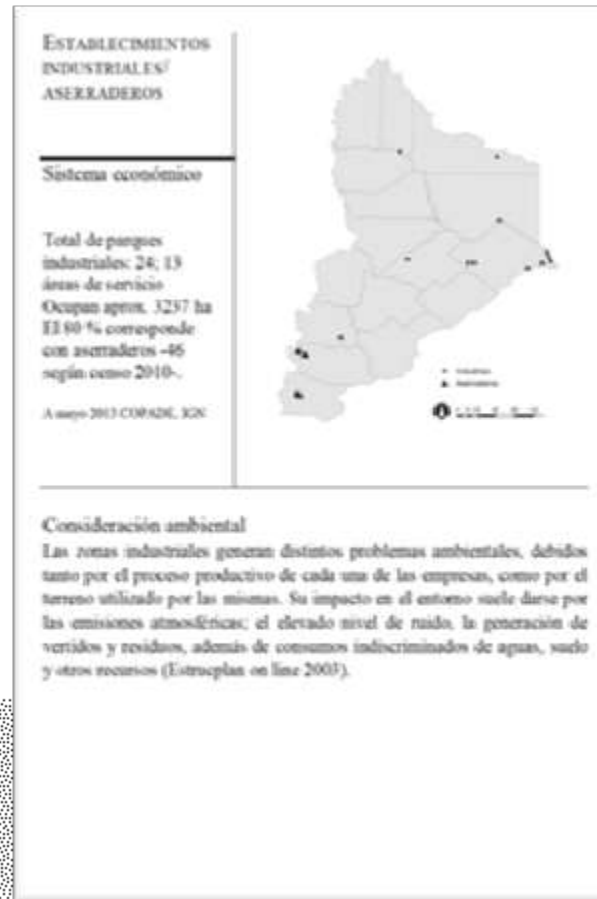 ESTABLECIMIENTOS
INDUSTRIALES/
ASERRADEROS
Sistema económico
Total de parques
industriales: 24; 13
áreas de servicio
Ocupan aprox. 3237 ha
El 80 % corresponde
con aserraderos -46
según censo 2010-.
A mayo 2013 COPADE, IGN
Industrias
Aserraderos
Consideración ambiental
Las zonas industriales generan distintos problemas ambientales, debidos
tanto por el proceso productivo de cada una de las empresas, como por el
terreno utilizado por las mismas. Su impacto en el entorno suele darse por
las emisiones atmosféricas; el elevado nivel de ruido, la generación de
vertidos y residuos, además de consumos indiscriminados de aguas, suelo
y otros recursos (Estrucplan on line 2003).